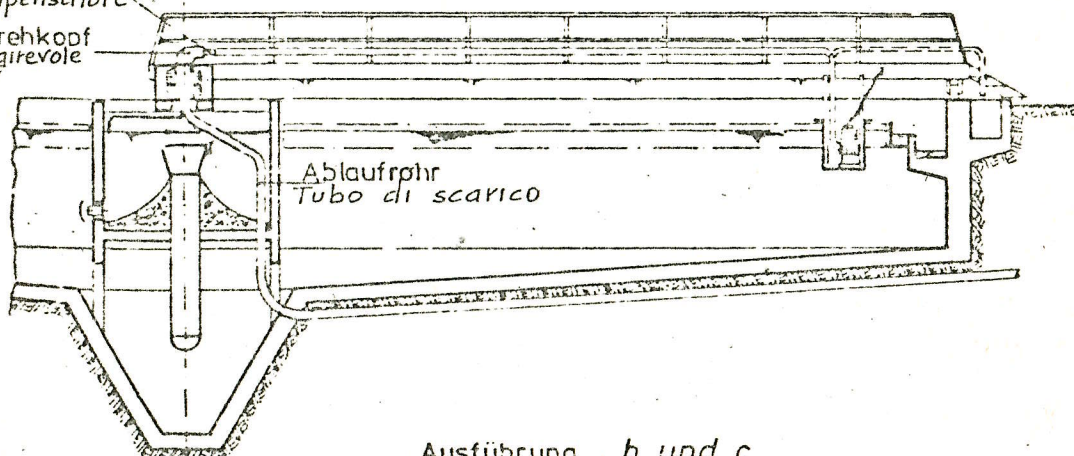 rehkopf
girevole
Ablaufrohr
Tubo di scarico
Ausführung b und c